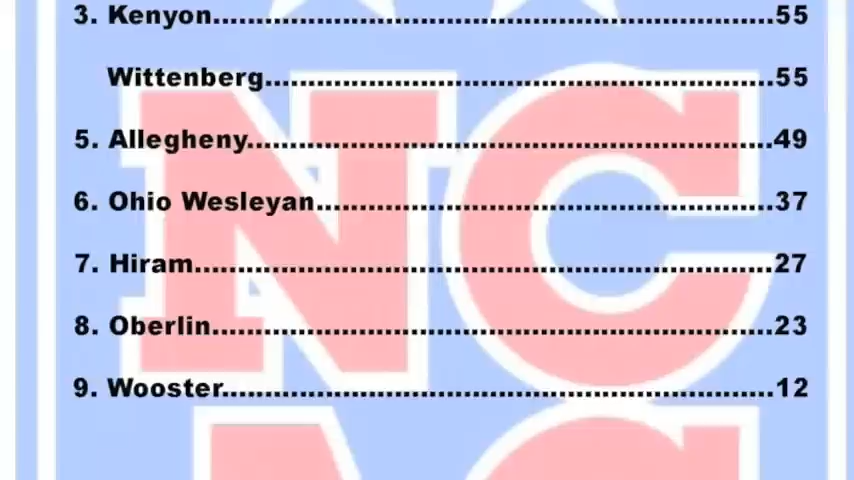 3. Kenyon..........................................................................55
Wittenberg....................................................................55
5. Allegheny......................................................................49
6. Ohio Wesleyan............................................................37
7. Hiram............................................................................27
8. Oberlin..........................................................................23
9. Wooster.........................................................................12
NC